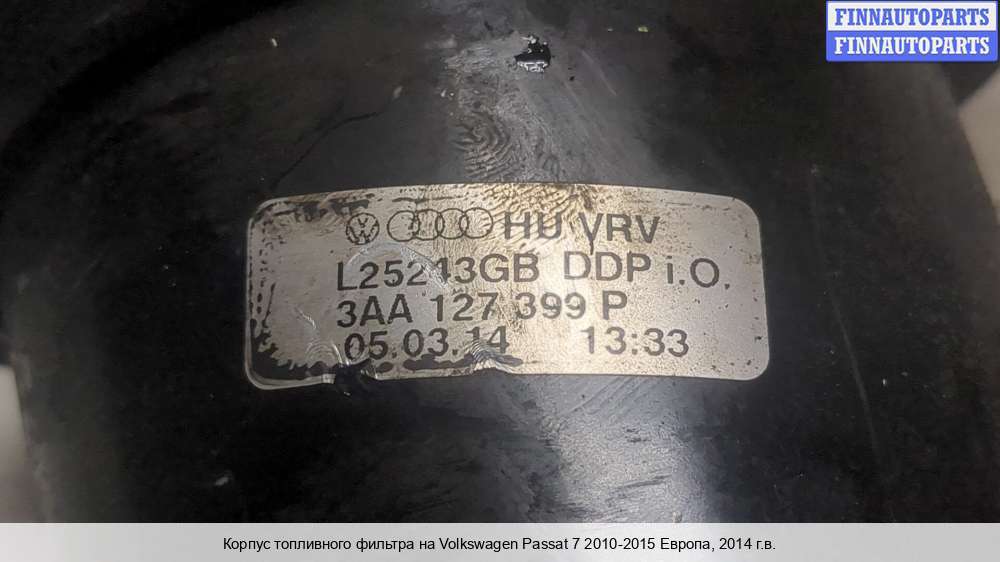 FINNAUTOPARTS
FINNAUTOPARTS
HU VRV
L25243GB DDP i.O.
3AA 127 399 P
05.03.14 13:33
Корпус топливного фильтра на Volkswagen Passat 7 2010-2015 Европа, 2014 г.в.